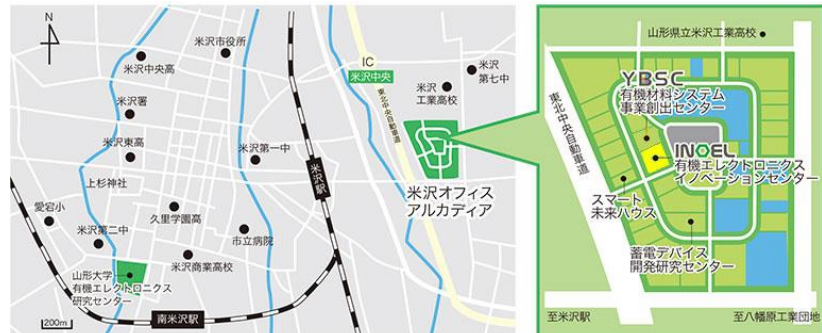 N
米沢市役所
米沢中央高
米沢署
米沢東高
米沢第一中
上杉神社
愛宕小
米沢第二中
久里学園高
市立病院
米沢商業高校
山形大学
有機エレクトロニクス
研究センター
200m
南米沢駅
米沢駅
IC
米沢中央
東北中央自動車道
米沢
第七中
米沢
工業高校
米沢オフィス
アルカディア
山形県立米沢工業高校
東北中央自動車道
YBSC
有機材料システム
事業創出センター
INOEL
有機エレクトロニクス
イノベーションセンター
スマート
未来ハウス
蓄電デバイス
開発研究センター
至米沢駅
至八幡原工業団地